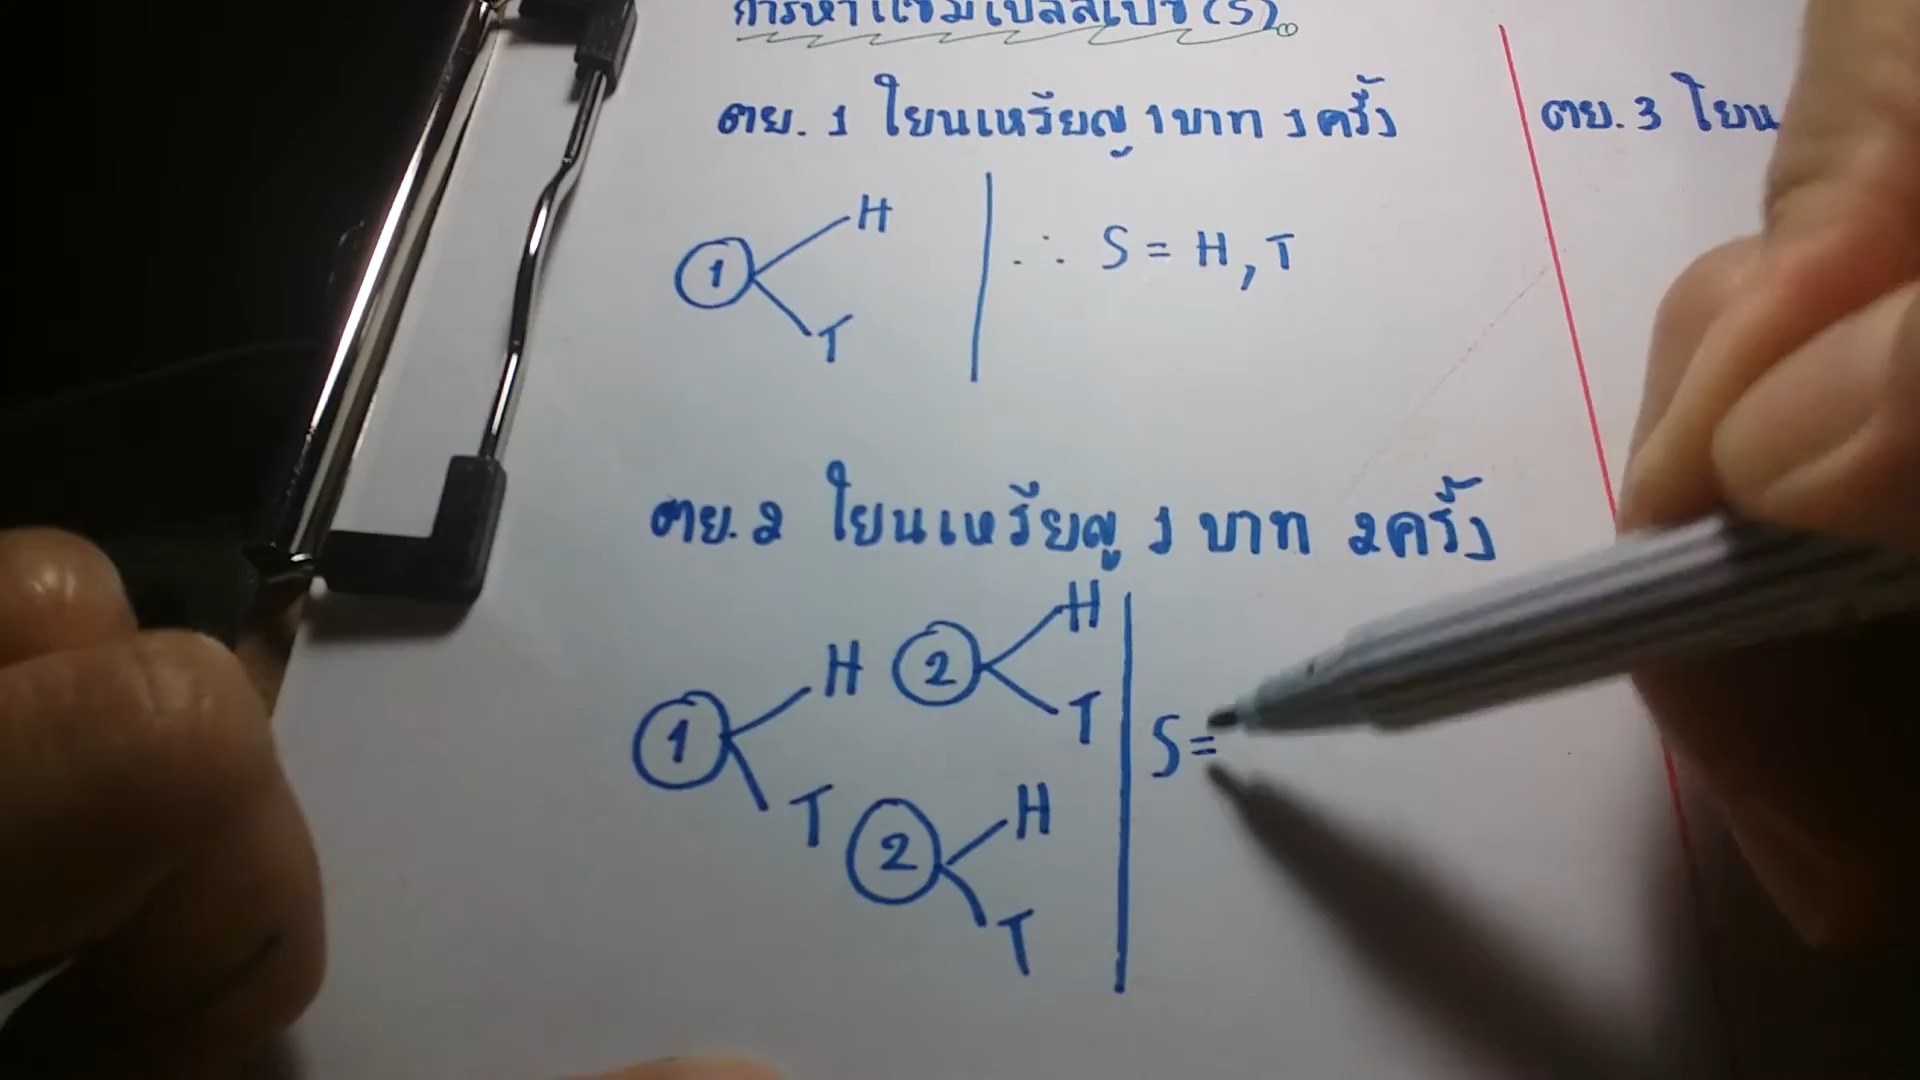 การหาแซมเปิลสเปซ (S)
ตย. 1 โยนเหรียญ 1 บาท 1 ครั้ง
1 H T
∴ S = H, T
ตย. 2 โยนเหรียญ 1 บาท 2 ครั้ง
1 H 2 H T
T 2 H T
S =
ตย. 3 โยน